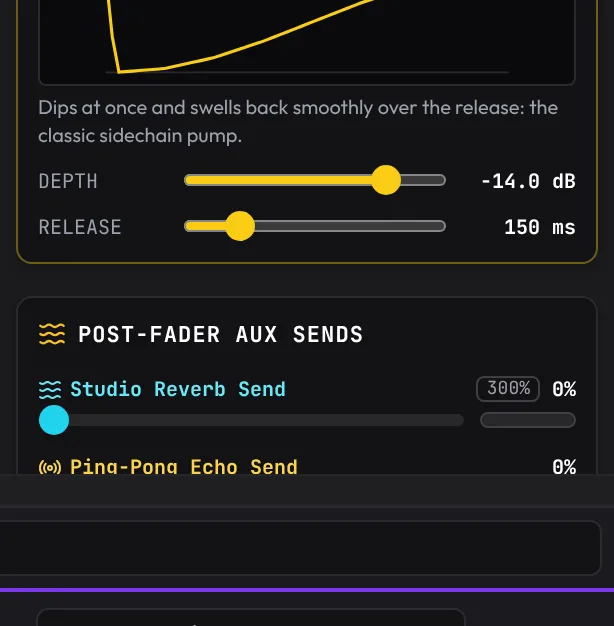 Dips at once and swells back smoothly over the release: the
classic sidechain pump.
DEPTH -14.0 dB
RELEASE 150 ms
POST-FADER AUX SENDS
Studio Reverb Send 300% 0%
Ping-Pong Echo Send 0%